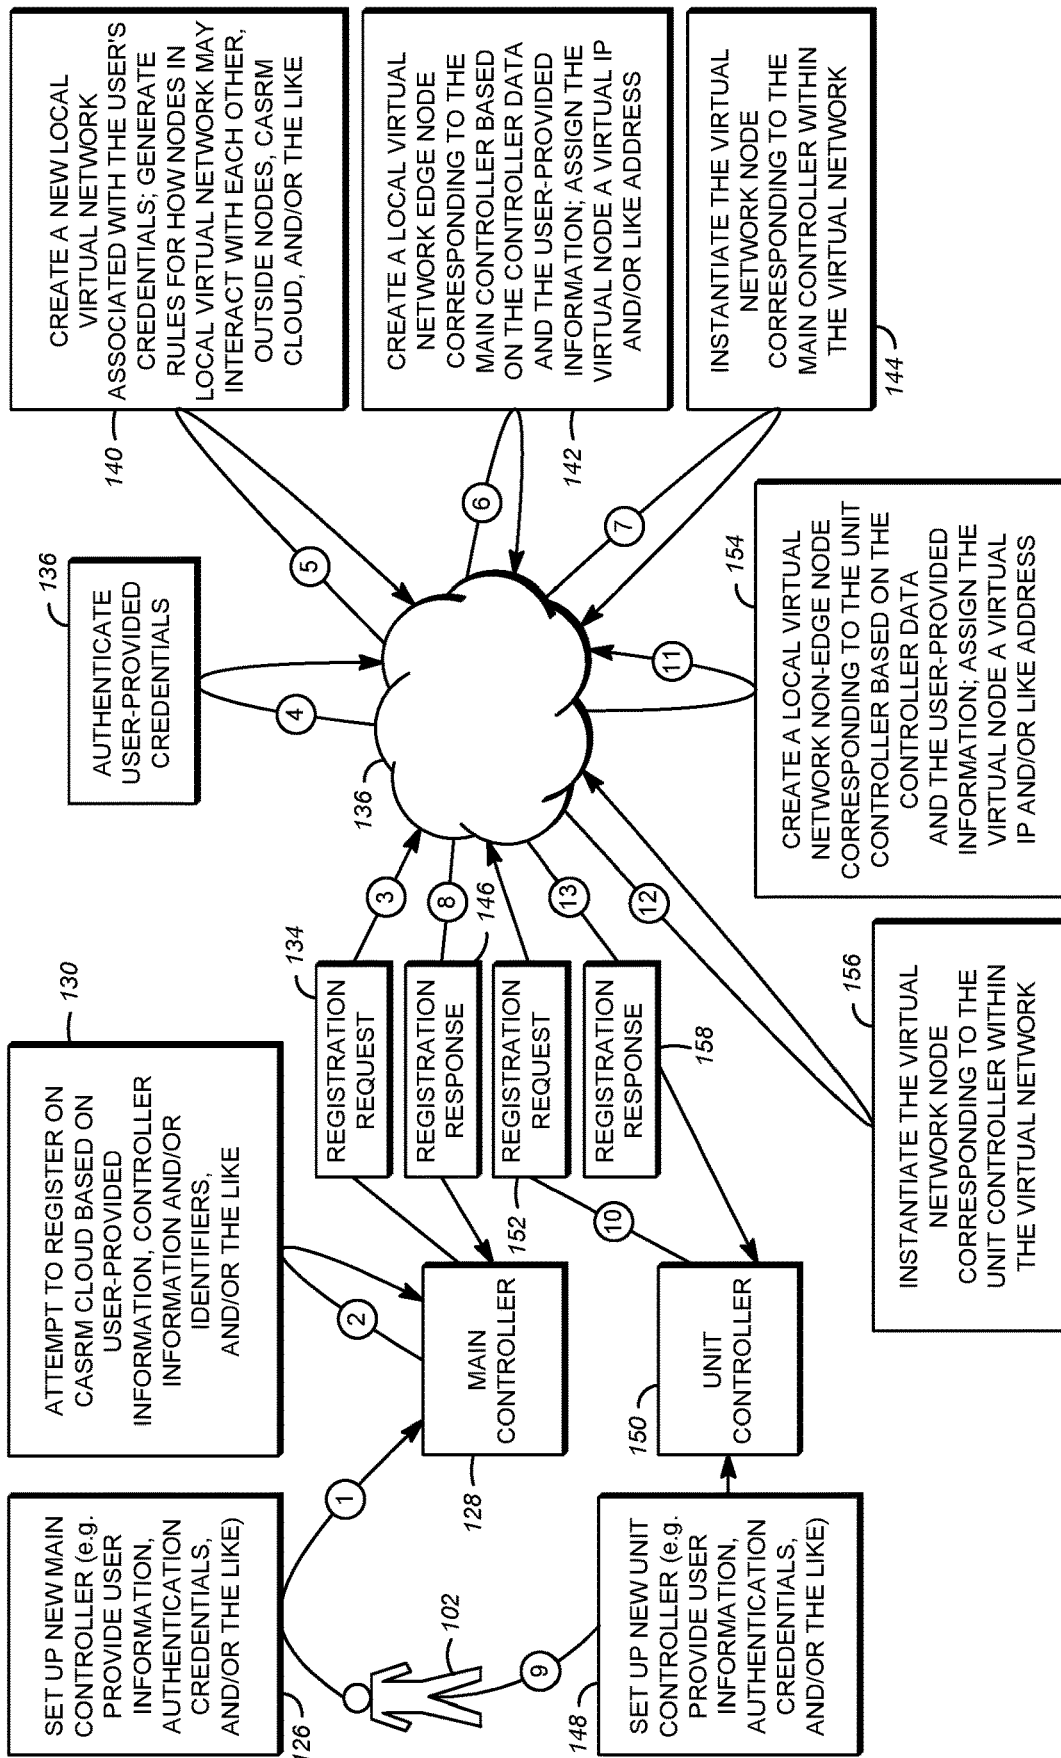 SET UP NEW MAIN
CONTROLLER (e.g.
PROVIDE USER
INFORMATION,
AUTHENTICATION
CREDENTIALS,
AND/OR THE LIKE)
126
1
102
9
148
SET UP NEW UNIT
CONTROLLER (e.g.
PROVIDE USER
INFORMATION,
AUTHENTICATION
CREDENTIALS,
AND/OR THE LIKE)
130
ATTEMPT TO REGISTER ON
CASRM CLOUD BASED ON
USER-PROVIDED
INFORMATION, CONTROLLER
INFORMATION AND/OR
IDENTIFIERS,
AND/OR THE LIKE
2
MAIN
CONTROLLER
128
150
UNIT
CONTROLLER
134
REGISTRATION
REQUEST
3
REGISTRATION
RESPONSE
146
8
REGISTRATION
REQUEST
152
10
REGISTRATION
RESPONSE
158
13
12
136
136
AUTHENTICATE
USER-PROVIDED
CREDENTIALS
4
5
6
7
11
CREATE A NEW LOCAL
VIRTUAL NETWORK
ASSOCIATED WITH THE USER'S
CREDENTIALS; GENERATE
RULES FOR HOW NODES IN
LOCAL VIRTUAL NETWORK MAY
INTERACT WITH EACH OTHER,
OUTSIDE NODES, CASRM
CLOUD, AND/OR THE LIKE
140
CREATE A LOCAL VIRTUAL
NETWORK EDGE NODE
CORRESPONDING TO THE
MAIN CONTROLLER BASED
ON THE CONTROLLER DATA
AND THE USER-PROVIDED
INFORMATION; ASSIGN THE
VIRTUAL NODE A VIRTUAL IP
AND/OR LIKE ADDRESS
142
INSTANTIATE THE VIRTUAL
NETWORK NODE
CORRESPONDING TO THE
MAIN CONTROLLER WITHIN
THE VIRTUAL NETWORK
144
154
CREATE A LOCAL VIRTUAL
NETWORK NON-EDGE NODE
CORRESPONDING TO THE UNIT
CONTROLLER BASED ON THE
CONTROLLER DATA
AND THE USER-PROVIDED
INFORMATION; ASSIGN THE
VIRTUAL NODE A VIRTUAL
IP AND/OR LIKE ADDRESS
156
INSTANTIATE THE VIRTUAL
NETWORK NODE
CORRESPONDING TO THE
UNIT CONTROLLER WITHIN
THE VIRTUAL NETWORK